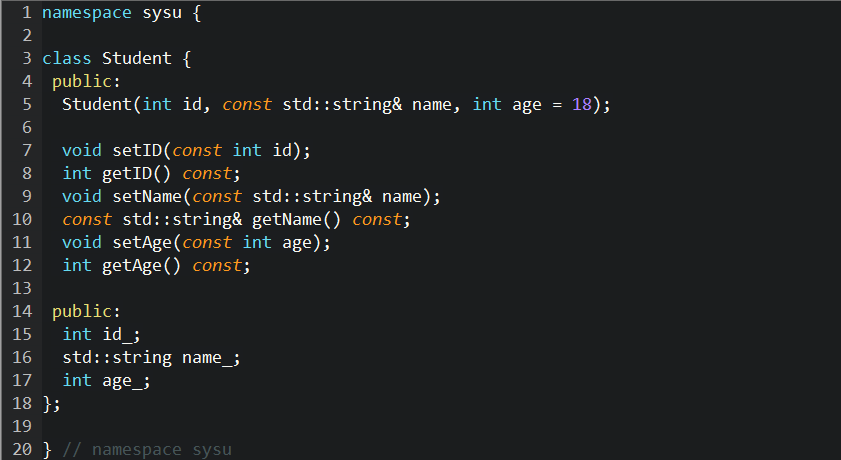 1 namespace sysu {
2
3 class Student {
4  public:
5   Student(int id, const std::string& name, int age = 18);
6
7   void setID(const int id);
8   int getID() const;
9   void setName(const std::string& name);
10   const std::string& getName() const;
11   void setAge(const int age);
12   int getAge() const;
13
14  public:
15   int id_;
16   std::string name_;
17   int age_;
18 };
19
20 } // namespace sysu